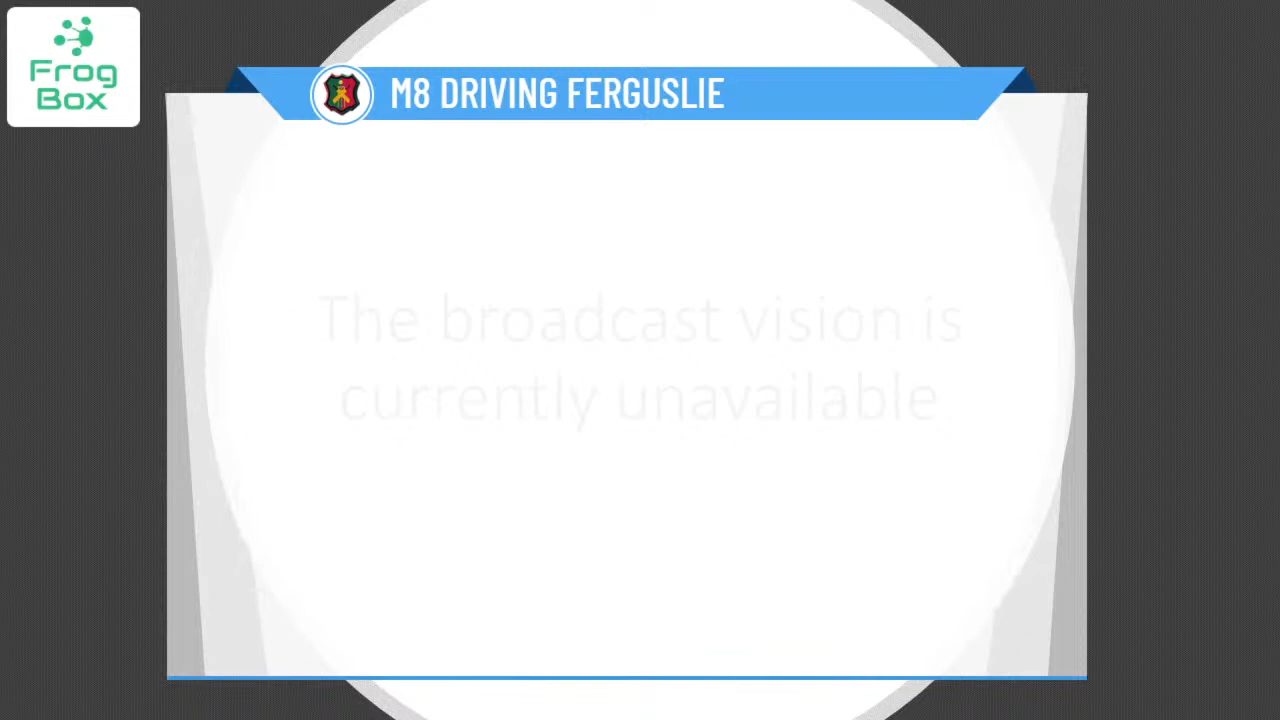 Frog
Box
M8 DRIVING FERGUSLIE
The broadcast vision is
currently unavailable